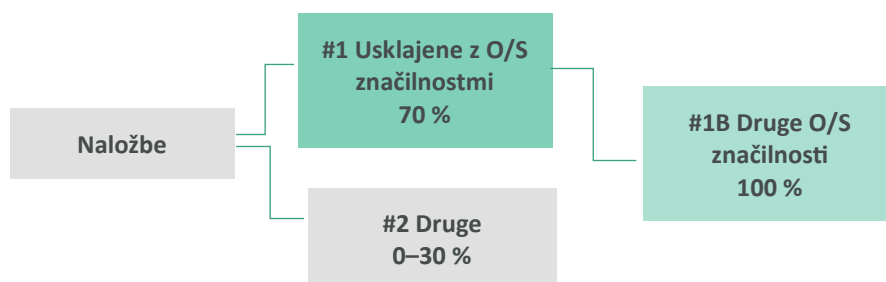 Naložbe
#1 Usklajene z O/S
značilnostmi
70 %
#2 Druge
0–30 %
#1B Druge O/S
značilnosti
100 %